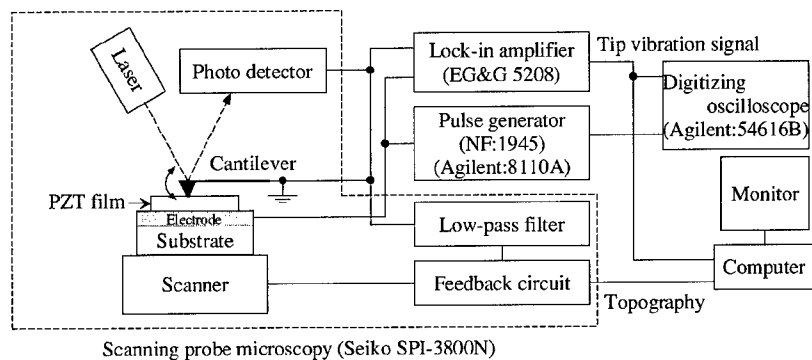 Laser
Photo detector
Lock-in amplifier
(EG&G 5208)
Tip vibration signal
Digitizing
oscilloscope
(Agilent:54616B)
Pulse generator
(NF:1945)
(Agilent:8110A)
Cantilever
PZT film
Electrode
Substrate
Scanner
Low-pass filter
Feedback circuit
Monitor
Computer
Topography
Scanning probe microscopy (Seiko SPI-3800N)